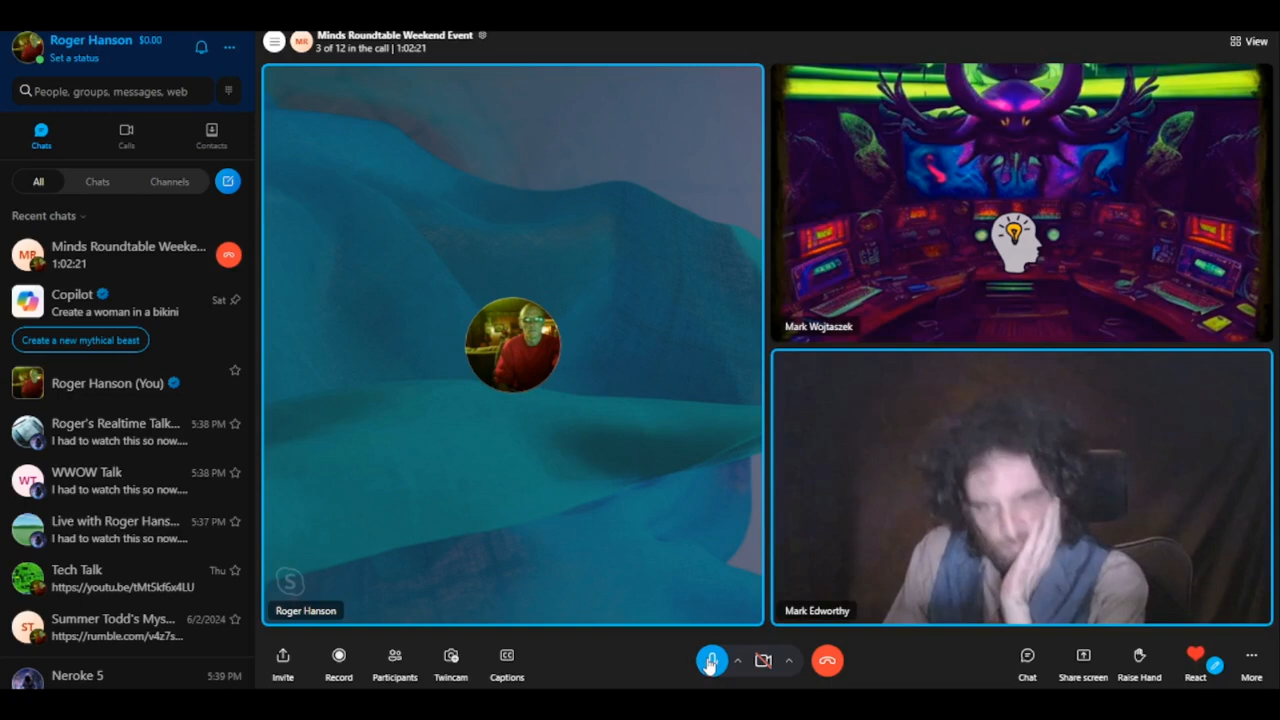 Roger Hanson $0.00
Set a status
People, groups, messages, web
Chats
Calls
Contacts
All
Chats
Channels
Recent chats
MR
Minds Roundtable Weeke...
1:02:21
Copilot
Sat
Create a woman in a bikini
Create a new mythical beast
Roger Hanson (You)
Roger's Realtime Talk...
5:38 PM
I had to watch this so now....
WT
WWOW Talk
5:38 PM
I had to watch this so now....
Live with Roger Hans...
5:37 PM
I had to watch this so now....
Tech Talk
Thu
https://youtu.be/tMtSkf6x4LU
ST
Summer Todd's Mys...
6/2/2024
https://rumble.com/v4z7s...
Neroke 5
5:39 PM
MR
Minds Roundtable Weekend Event
3 of 12 in the call | 1:02:21
View
Mark Wojtaszek
Roger Hanson
Mark Edworthy
Invite
Record
Participants
Twincam
CC
Captions
Chat
Share screen
Raise Hand
React
More